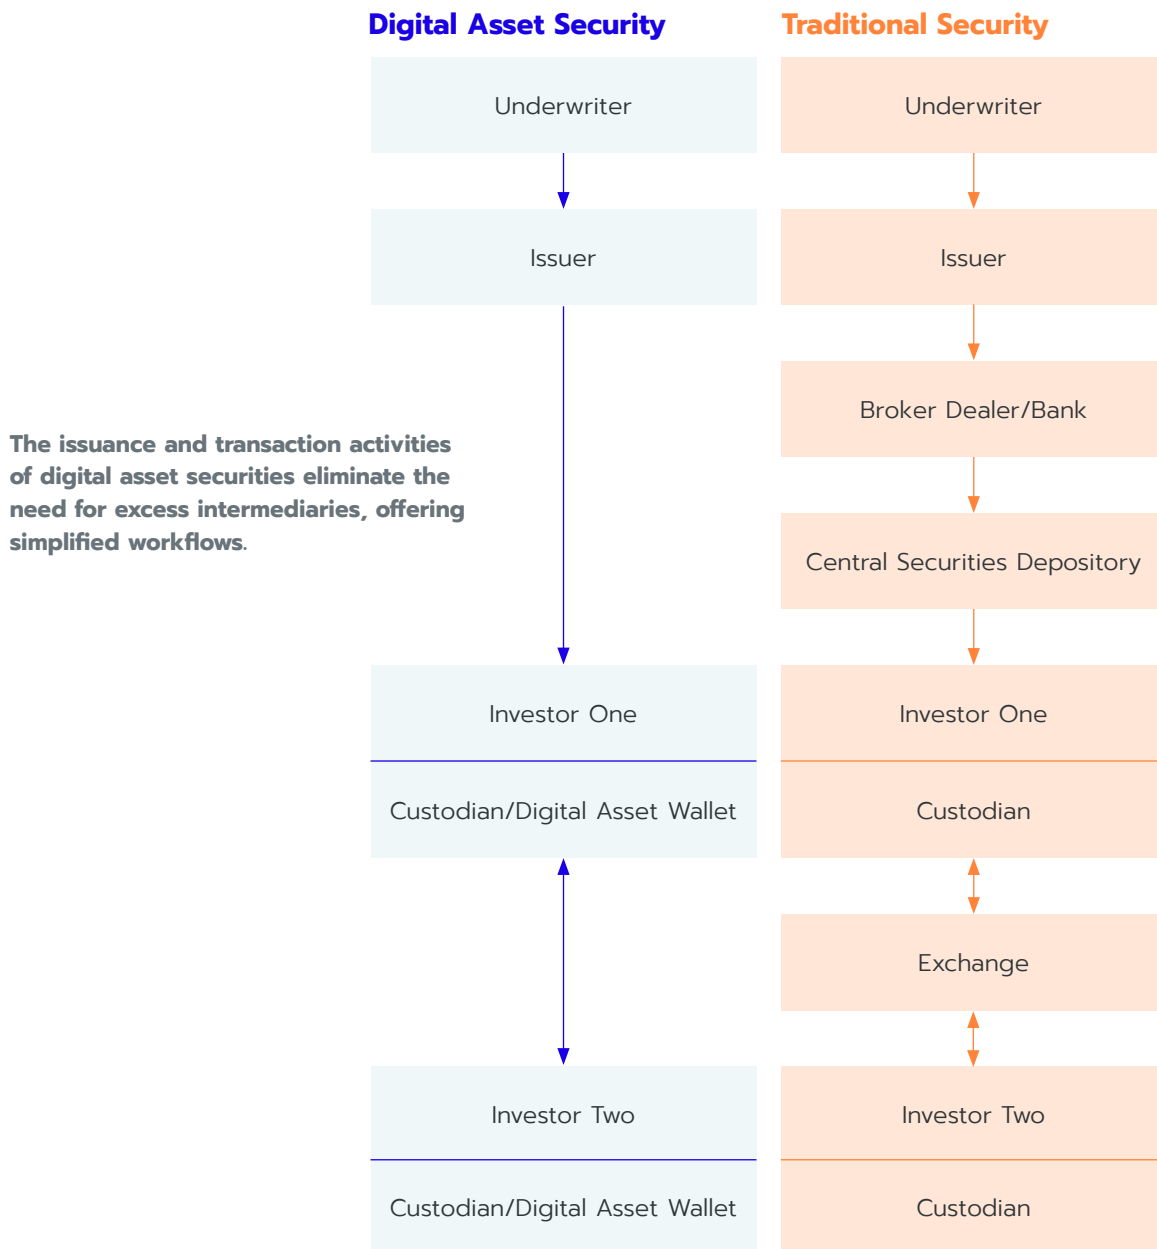 Digital Asset Security
Traditional Security
Underwriter
Underwriter
Issuer
Issuer
Broker Dealer/Bank
The issuance and transaction activities
of digital asset securities eliminate the
need for excess intermediaries, offering
simplified workflows.
Central Securities Depository
Investor One
Investor One
Custodian/Digital Asset Wallet
Custodian
Exchange
Investor Two
Investor Two
Custodian/Digital Asset Wallet
Custodian